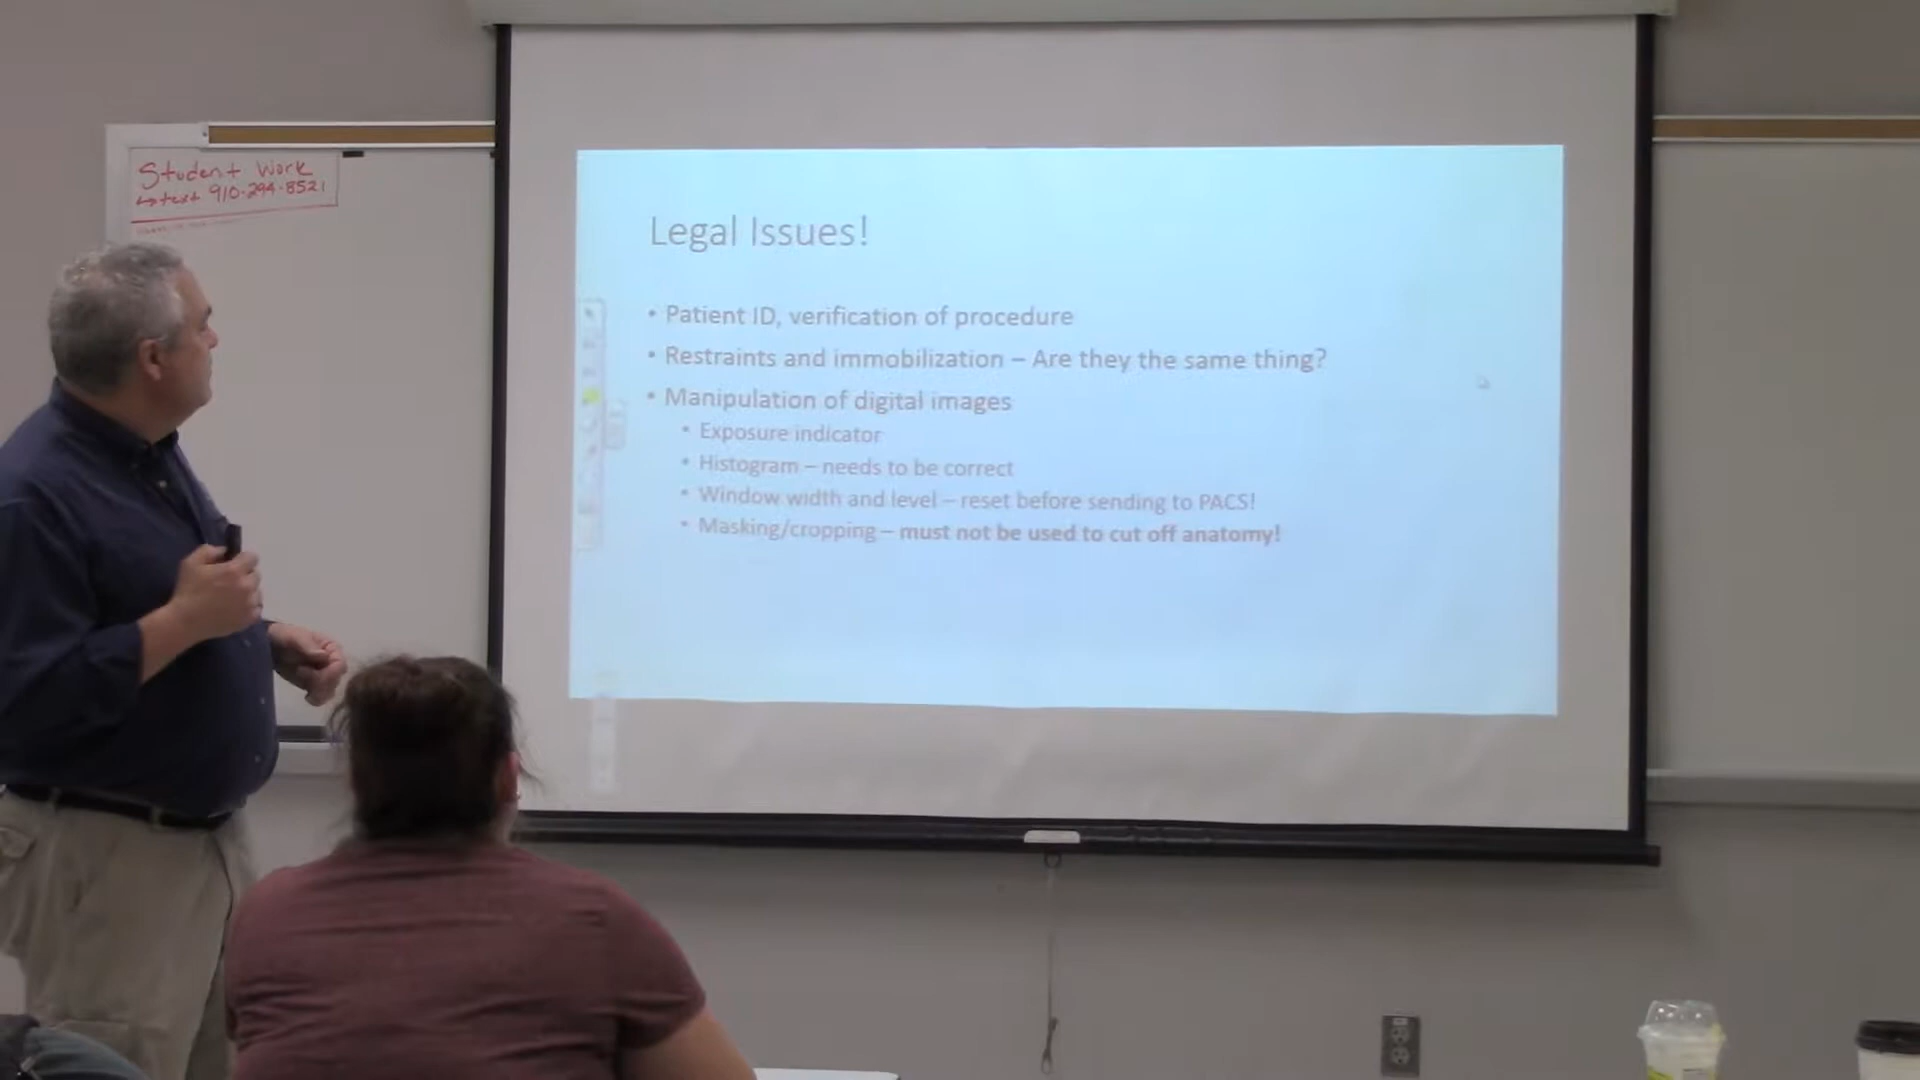 Student Work
↳text 910-294-8521
Legal Issues!
• Patient ID, verification of procedure
• Restraints and immobilization – Are they the same thing?
• Manipulation of digital images
• Exposure indicator
• Histogram – needs to be correct
• Window width and level – reset before sending to PACS!
• Masking/cropping – must not be used to cut off anatomy!